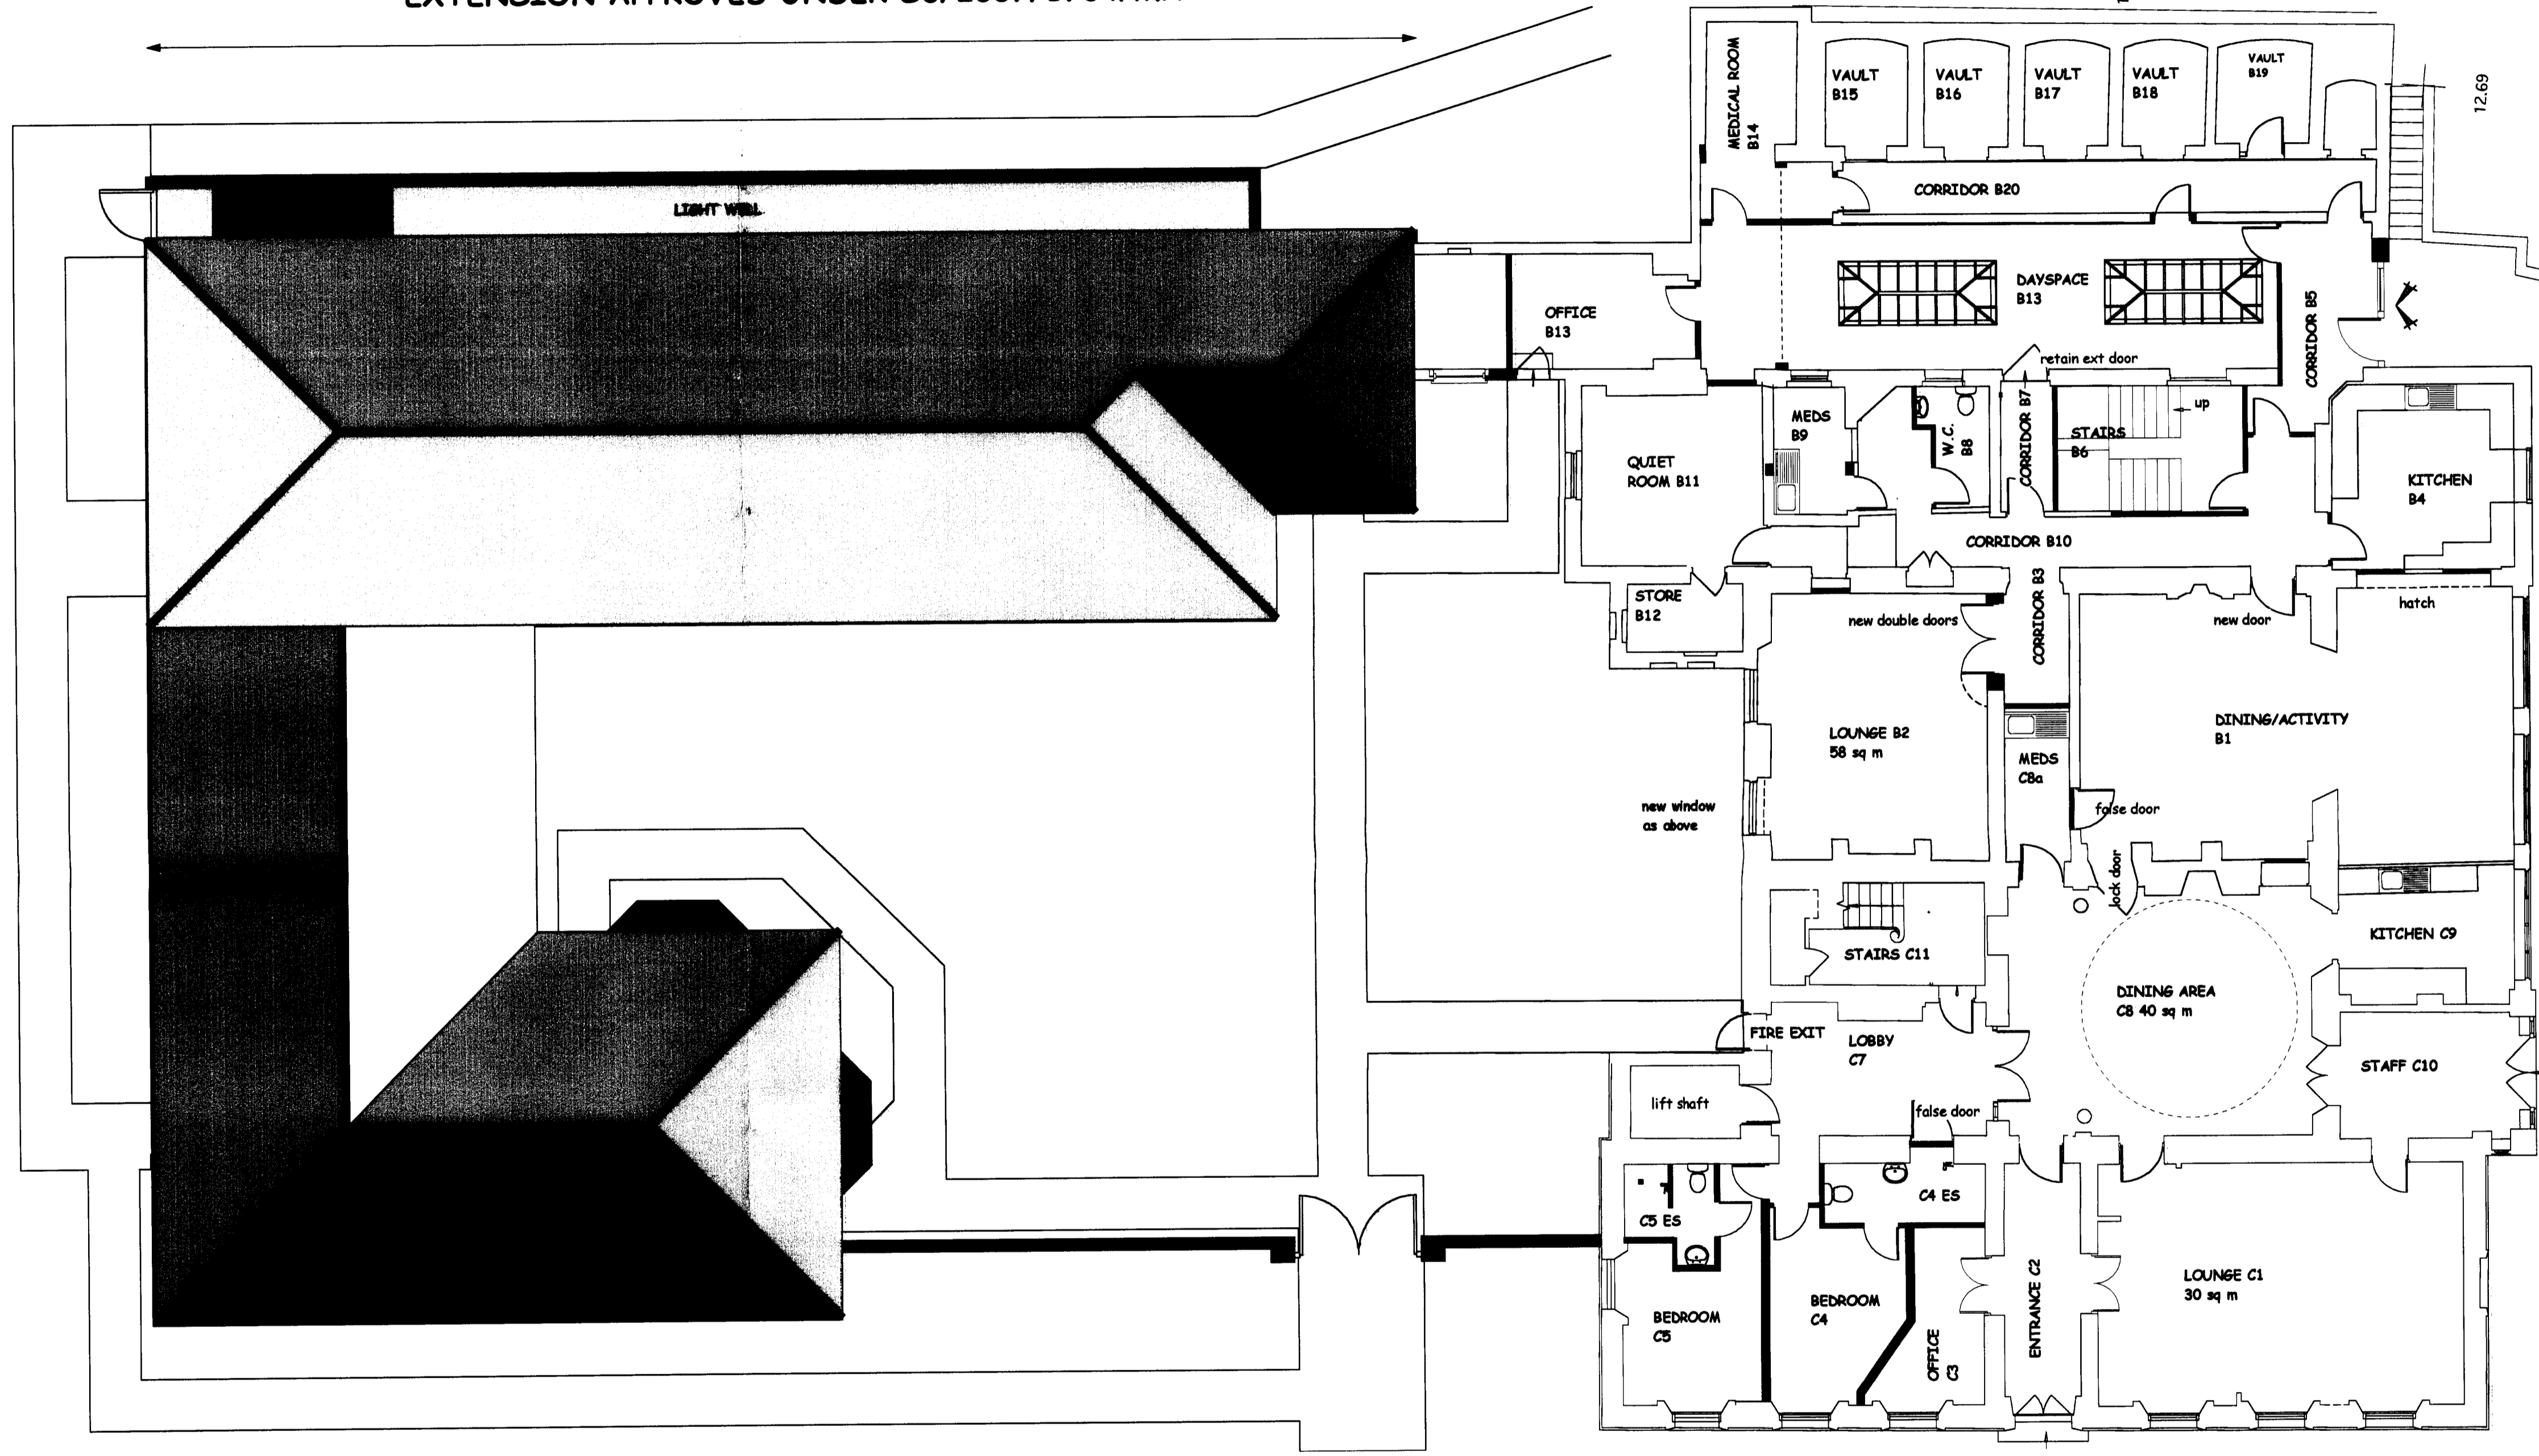 LIGHT WELL
MEDICAL ROOM
B14
VAULT
B15
VAULT
B16
VAULT
B17
VAULT
B18
VAULT
B19
12.69
CORRIDOR B20
OFFICE
B13
DAYSPACE
B13
CORRIDOR B5
retain ext door
QUIET
ROOM B11
MEDS
B9
W.C.
B8
CORRIDOR B7
STAIRS
B6
up
KITCHEN
B4
CORRIDOR B10
STORE
B12
new double doors
CORRIDOR B3
new door
hatch
LOUNGE B2
58 sq m
MEDS
C8a
DINING/ACTIVITY
B1
new window
as above
false door
lock door
STAIRS C11
KITCHEN C9
DINING AREA
C8 40 sq m
FIRE EXIT
LOBBY
C7
STAFF C10
lift shaft
false door
C5 ES
C4 ES
BEDROOM
C5
BEDROOM
C4
OFFICE
C3
ENTRANCE C2
LOUNGE C1
30 sq m